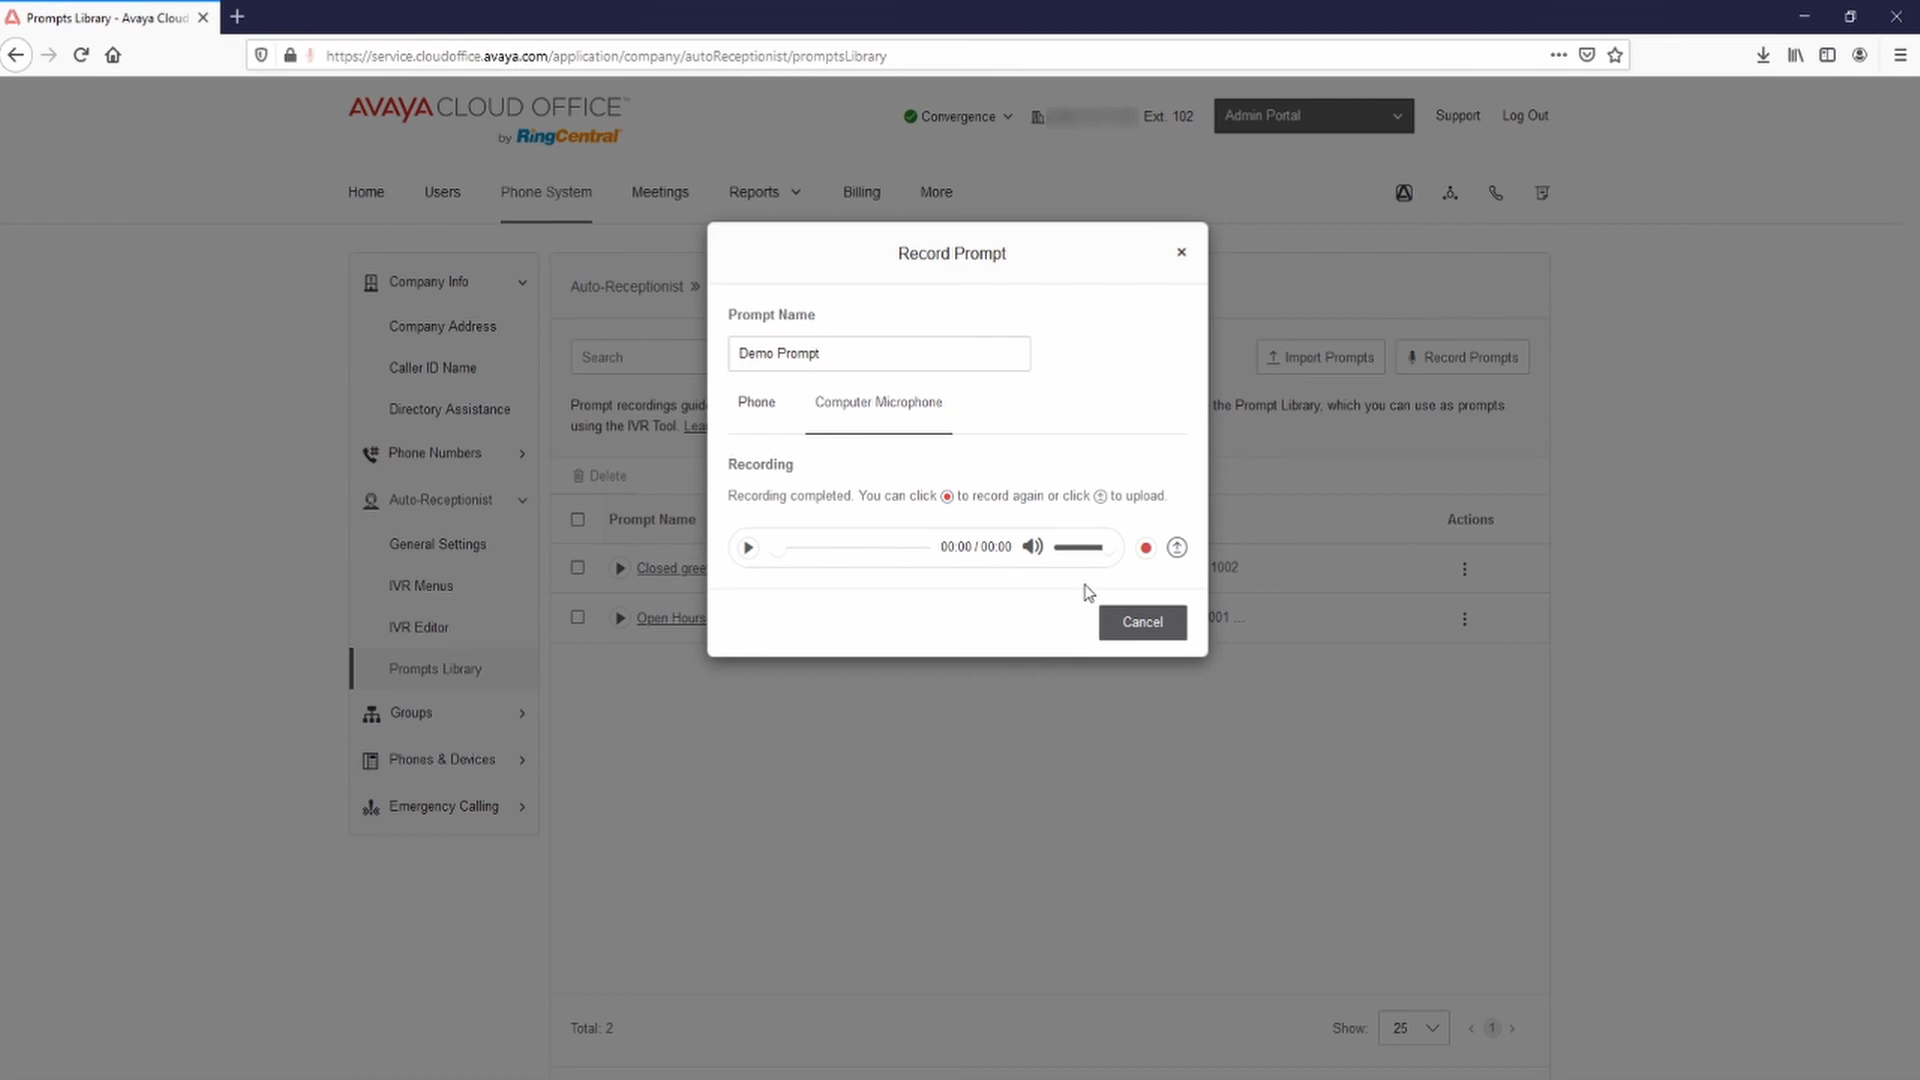 Prompts Library - Avaya Cloud
https://service.cloudoffice.avaya.com/application/company/autoReceptionist/promptsLibrary
AVAYA CLOUD OFFICE™
by RingCentral
Convergence
Ext. 102
Admin Portal
Support
Log Out
Home
Users
Phone System
Meetings
Reports
Billing
More
Company Info
Company Address
Caller ID Name
Directory Assistance
Phone Numbers
Auto-Receptionist
General Settings
IVR Menus
IVR Editor
Prompts Library
Groups
Phones & Devices
Emergency Calling
Auto-Receptionist »
Search
Import Prompts
Record Prompts
Prompt recordings guid
the Prompt Library, which you can use as prompts
using the IVR Tool. Lea
Delete
Prompt Name
Actions
Closed gree
1002
Open Hours
001 ...
Total: 2
Show:
25
1
Record Prompt
Prompt Name
Demo Prompt
Phone
Computer Microphone
Recording
Recording completed. You can click to record again or click to upload.
00:00 / 00:00
Cancel